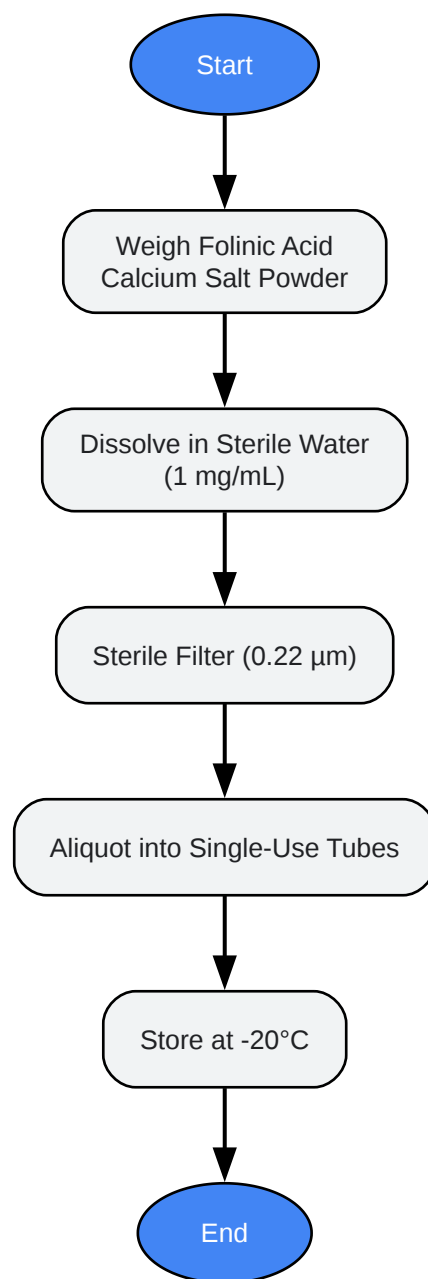 Start
Weigh Folinic Acid
Calcium Salt Powder
Dissolve in Sterile Water
(1 mg/mL)
Sterile Filter (0.22 µm)
Aliquot into Single-Use Tubes
Store at -20°C
End